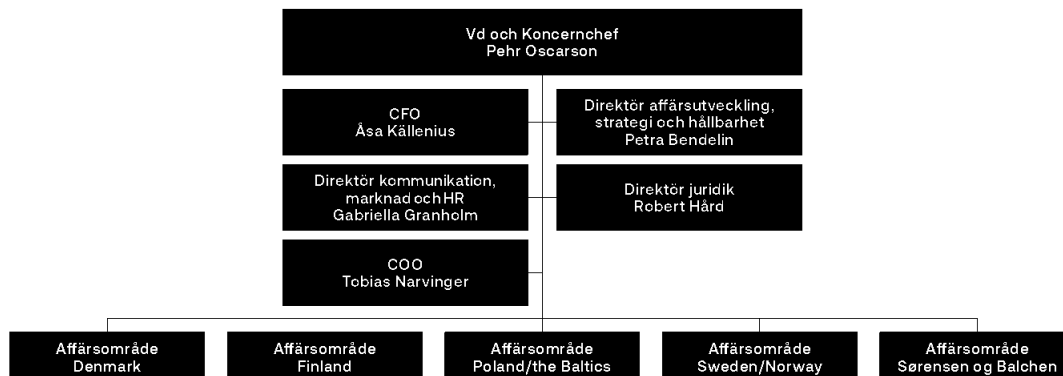 Vd och Koncernchef
Pehr Oscarson
CFO
Åsa Källenius
Direktör affärsutveckling,
strategi och hållbarhet
Petra Bendelin
Direktör kommunikation,
marknad och HR
Gabriella Granholm
Direktör juridik
Robert Hård
COO
Tobias Narvinger
Affärsområde
Denmark
Affärsområde
Finland
Affärsområde
Poland/the Baltics
Affärsområde
Sweden/Norway
Affärsområde
Sørensen og Balchen